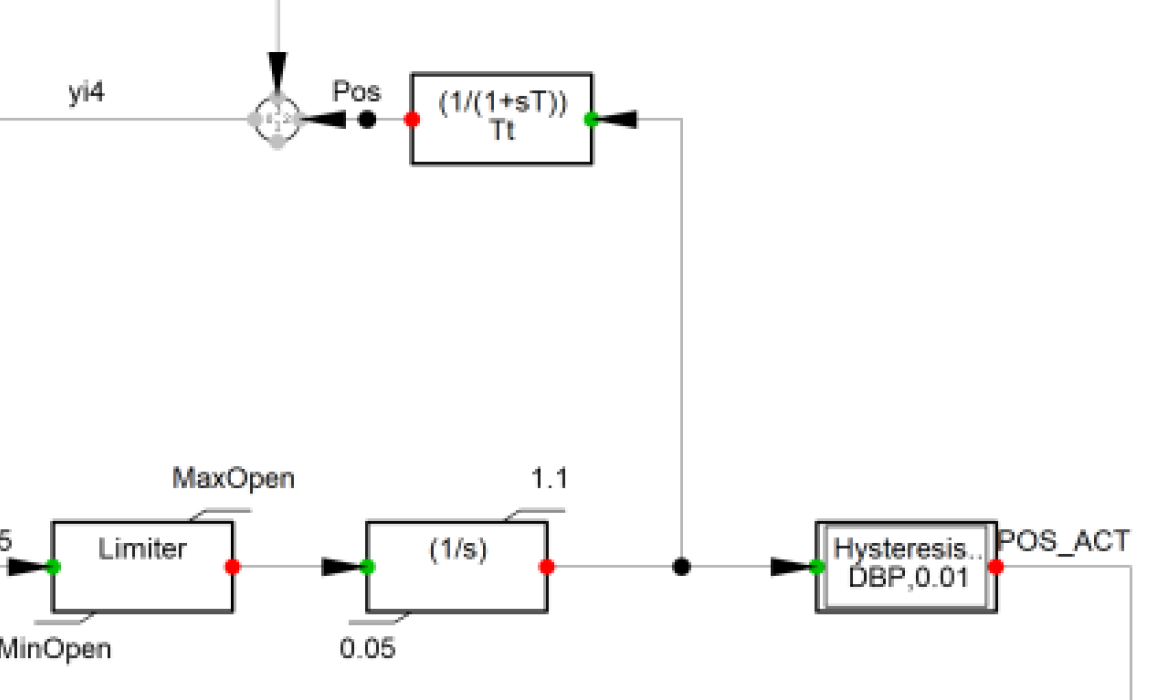 yi4
Pos
(1/(1+sT))
Tt
MaxOpen
1.1
5
Limiter
(1/s)
Hysteresis..
DBP,0.01
POS_ACT
MinOpen
0.05